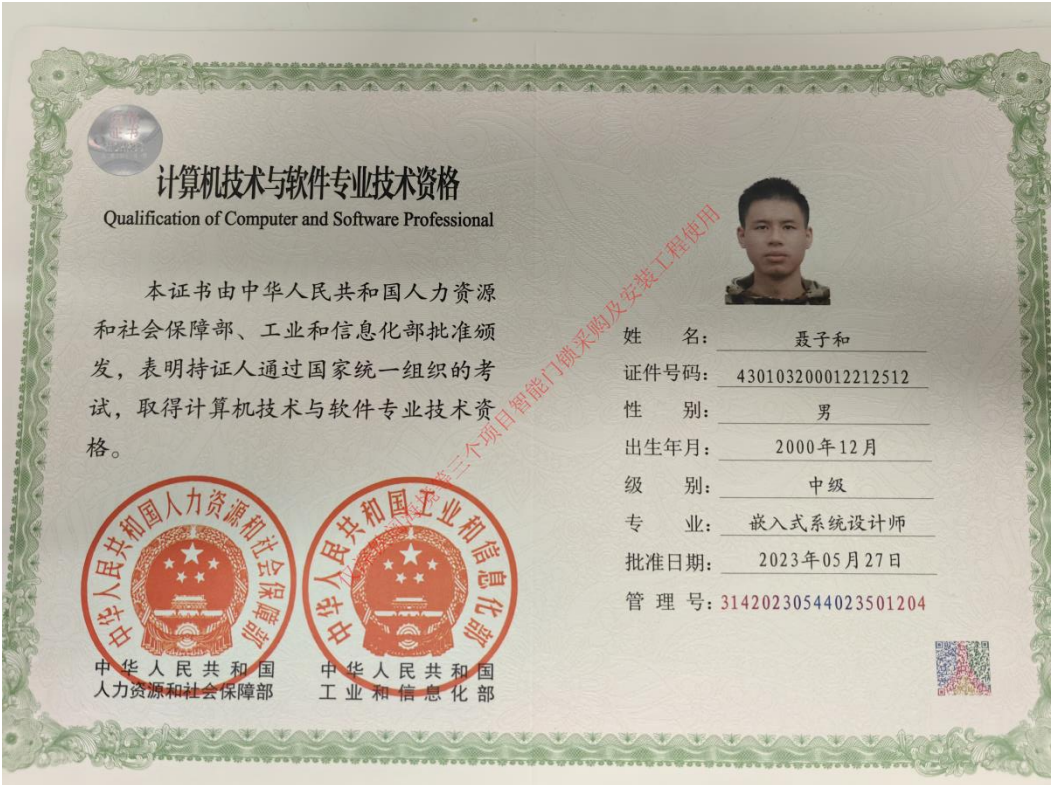 计算机技术与软件专业技术资格
Qualification of Computer and Software Professional
本证书由中华人民共和国人力资源
和社会保障部、工业和信息化部批准颁
发，表明持证人通过国家统一组织的考
试，取得计算机技术与软件专业技术资
格。
中华人民共和国人力资源和社会保障部
中华人民共和国工业和信息化部
中华人民共和国
人力资源和社会保障部
中华人民共和国
工业和信息化部
姓 名：聂子和
证件号码：430103200012212512
性 别：男
出生年月：2000年12月
级 别：中级
专 业：嵌入式系统设计师
批准日期：2023年05月27日
管 理 号：31420230544023501204
第三个项目智能门锁采购及安装工程使用